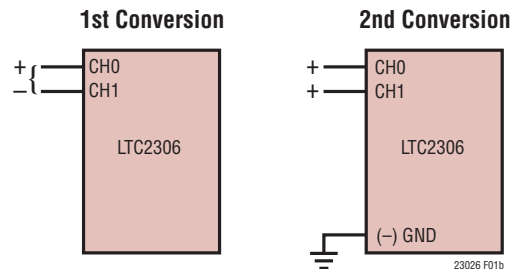 1st Conversion
+ { CH0
– CH1
LTC2306
2nd Conversion
+ CH0
+ CH1
LTC2306
(–) GND
23026 F01b